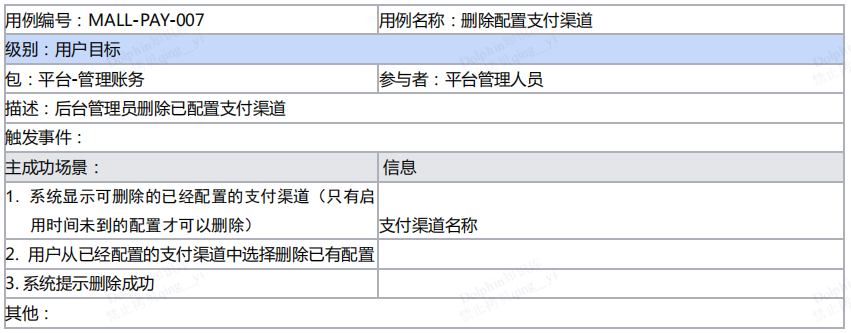 用例编号：MALL-PAY-007 用例名称：删除配置支付渠道
级别：用户目标
包：平台-管理账务 参与者：平台管理人员
描述：后台管理员删除已配置支付渠道
触发事件：
主成功场景： 信息
1. 系统显示可删除的已经配置的支付渠道（只有启
用时间未到的配置才可以删除） 支付渠道名称
2. 用户从已经配置的支付渠道中选择删除已有配置
3. 系统提示删除成功
其他：